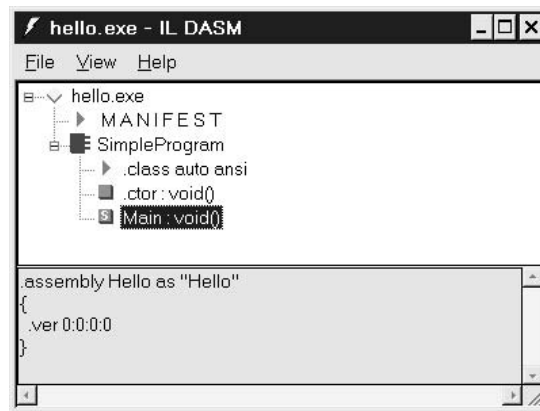 hello.exe - IL DASM
File View Help
hello.exe
MANIFEST
SimpleProgram
.class auto ansi
.ctor : void()
S Main : void()
.assembly Hello as "Hello"
{
.ver 0:0:0:0
}